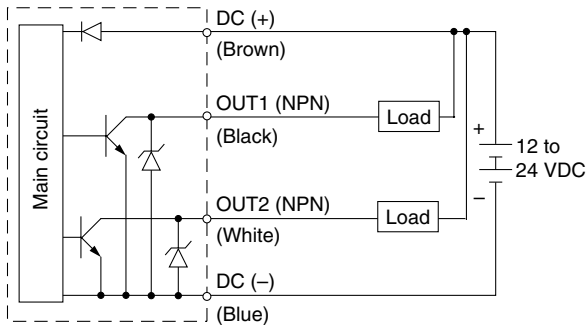 DC (+)
(Brown)
OUT1 (NPN)
(Black)
Load
Main circuit
+
12 to
24 VDC
–
OUT2 (NPN)
(White)
Load
DC (–)
(Blue)